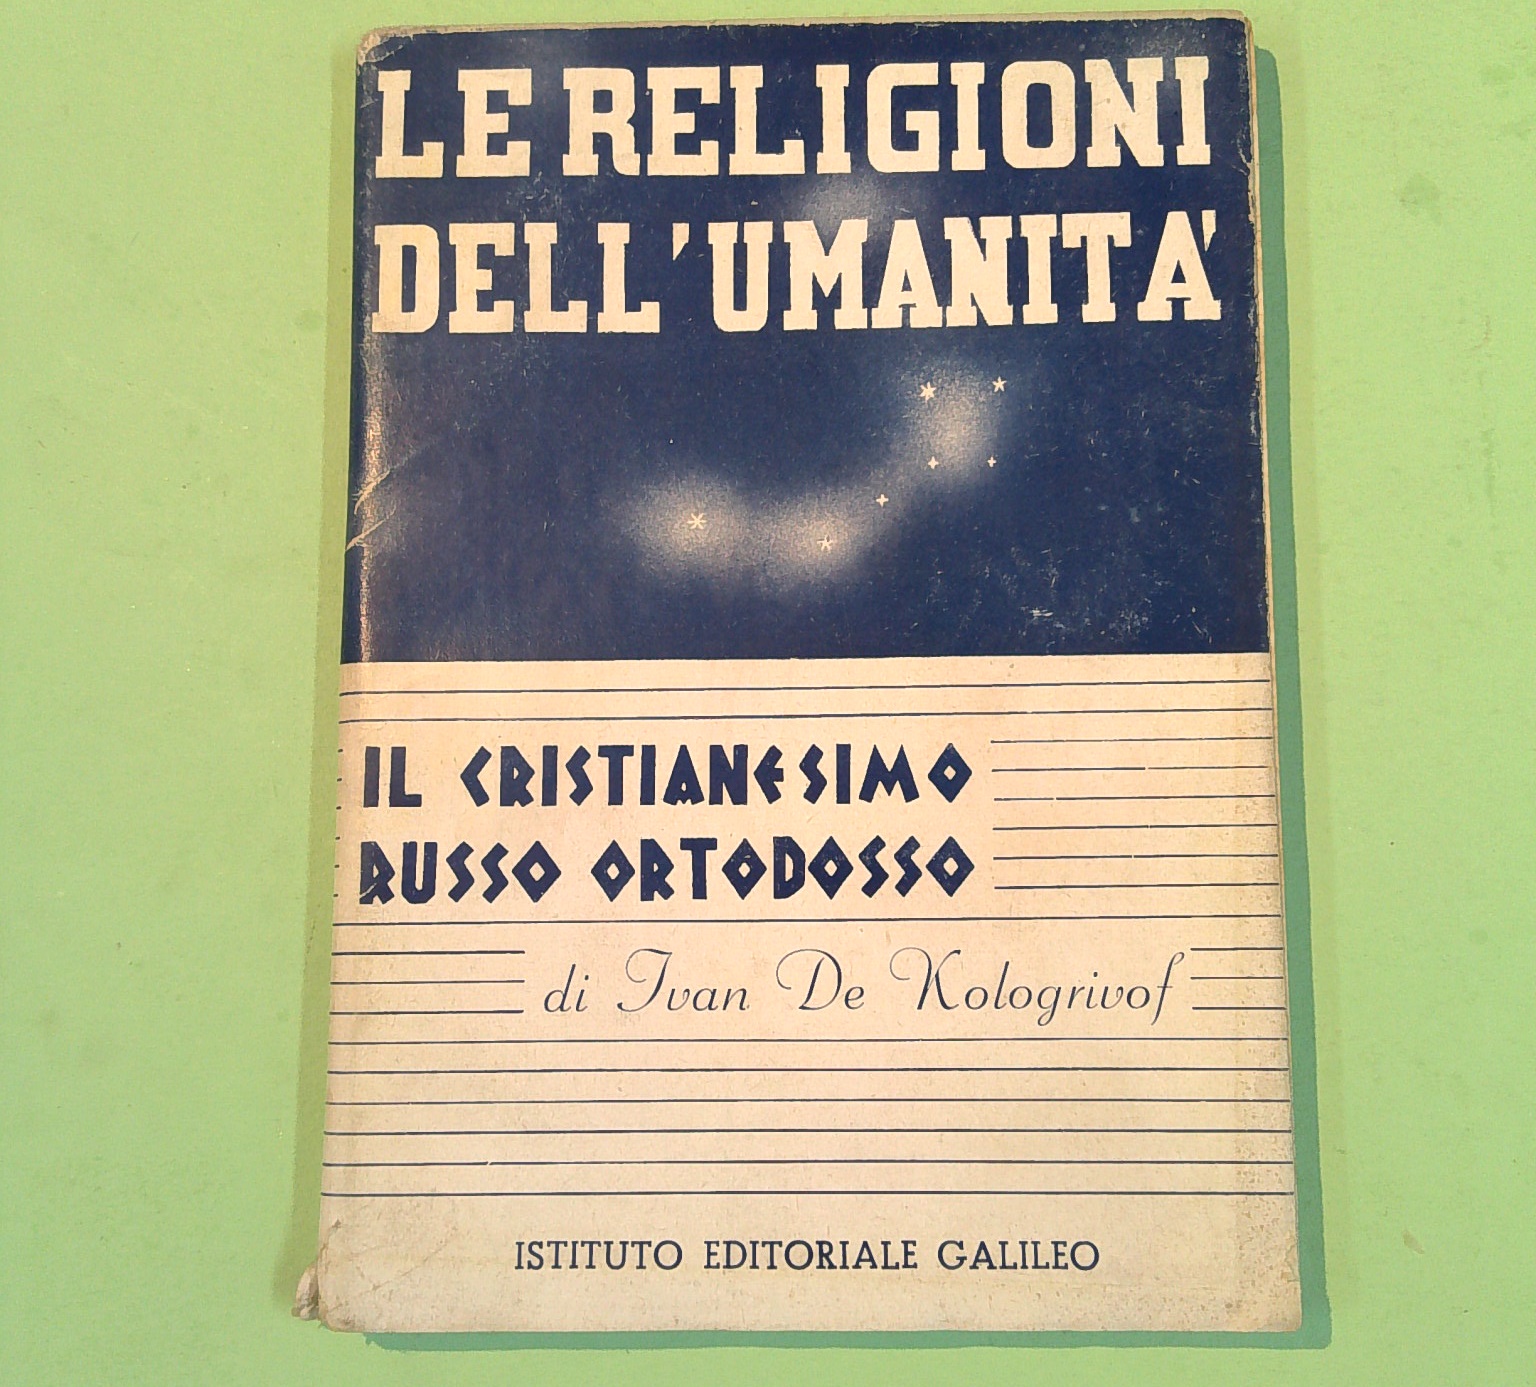 LE RELIGIONI
DELL'UMANITA'
IL CRISTIANESIMO
RUSSO ORTODOSSO
di Ivan De Kologrivof
ISTITUTO EDITORIALE GALILEO